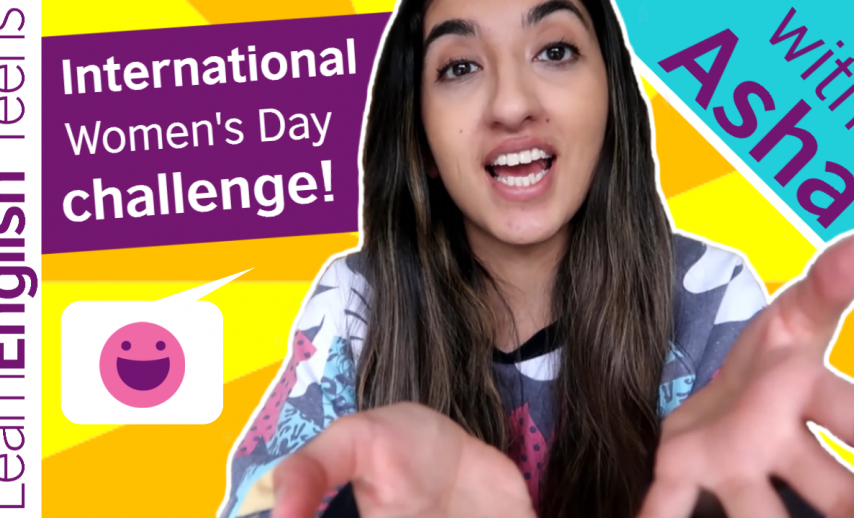 International
Women's Day
challenge!
with
Asha
LearnEnglish Teens